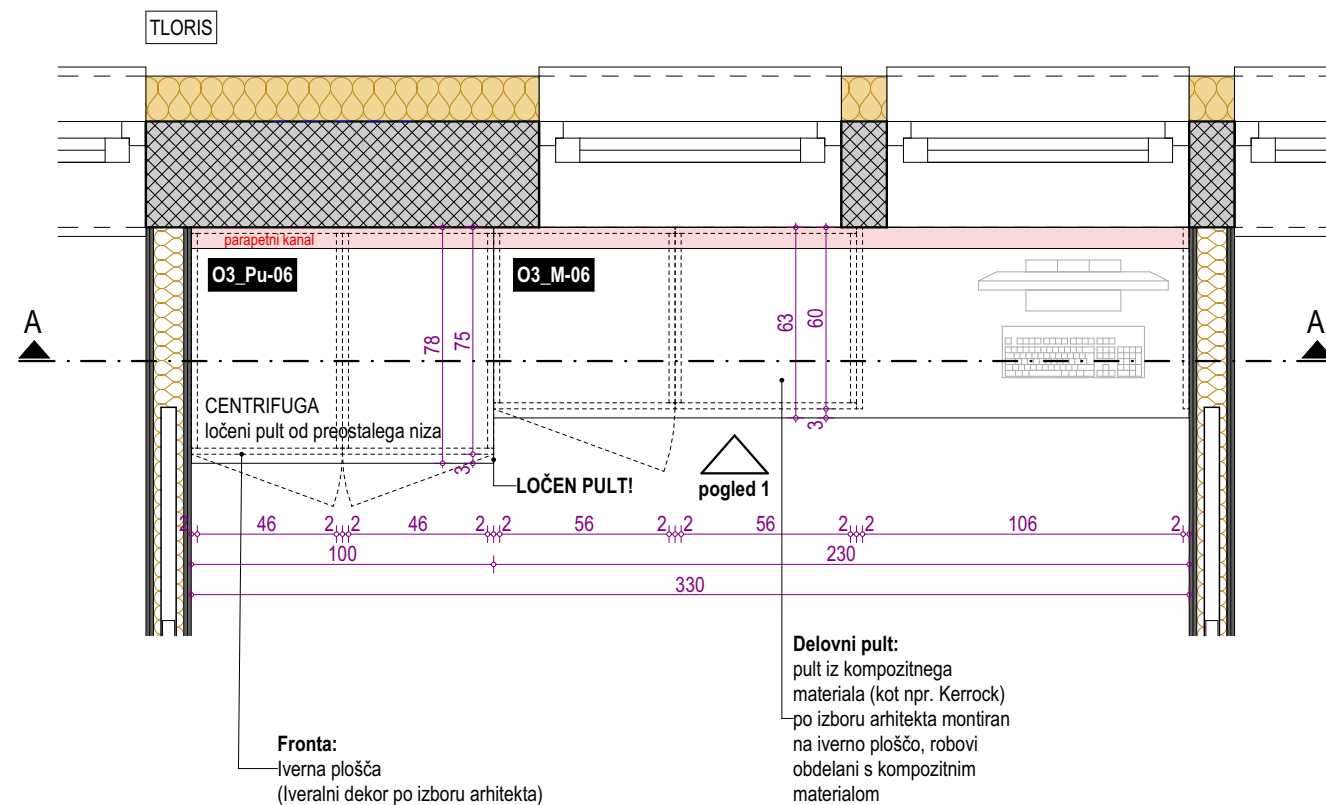 TLORIS
parapetni kanal
O3_Pu-06
O3_M-06
A
A
78
75
63
60
3
3
CENTRIFUGA
ločeni pult od preostalega niza
LOČEN PULT!
pogled 1
2 46 2 2 46 2 2 56 2 2 56 2 2 106 2
100 230
330
Delovni pult:
pult iz kompozitnega
materiala (kot npr. Kerrock)
po izboru arhitekta montiran
na iverno ploščo, robovi
obdelani s kompozitnim
materialom
Fronta:
Iverna plošča
(Iveralni dekor po izboru arhitekta)